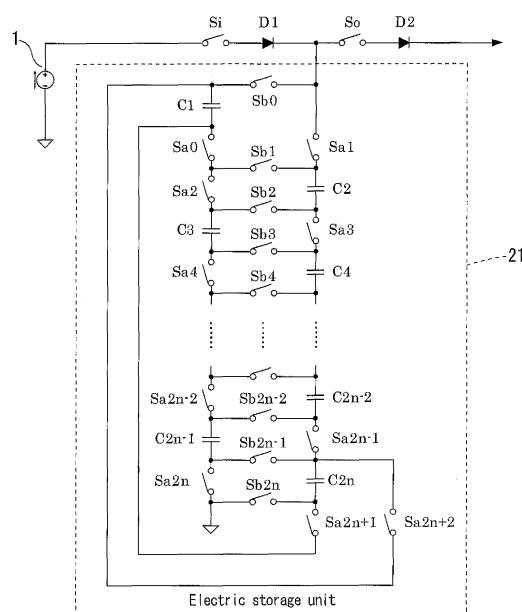 Si D1 So D2
1
Sb0
C1
Sa0 Sb1 Sa1
Sa2 Sb2 C2
C3 Sb3 Sa3
Sa4 Sb4 C4
21
Sa2n-2 Sb2n-2 C2n-2
C2n-1 Sb2n-1 Sa2n-1
Sa2n Sb2n C2n
Sa2n+1 Sa2n+2
Electric storage unit